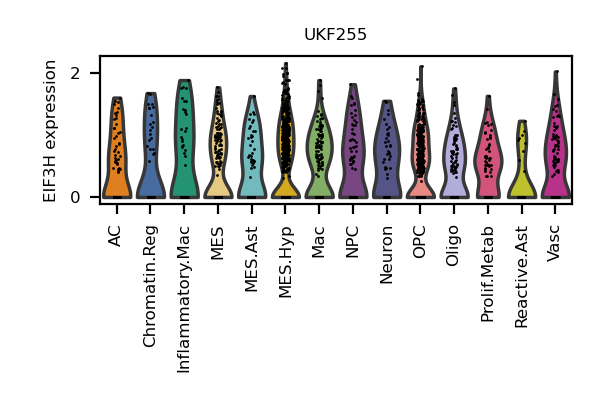 UKF255
EIF3H expression
2
0
AC
Chromatin.Reg
Inflammatory.Mac
MES
MES.Ast
MES.Hyp
Mac
NPC
Neuron
OPC
Oligo
Prolif.Metab
Reactive.Ast
Vasc